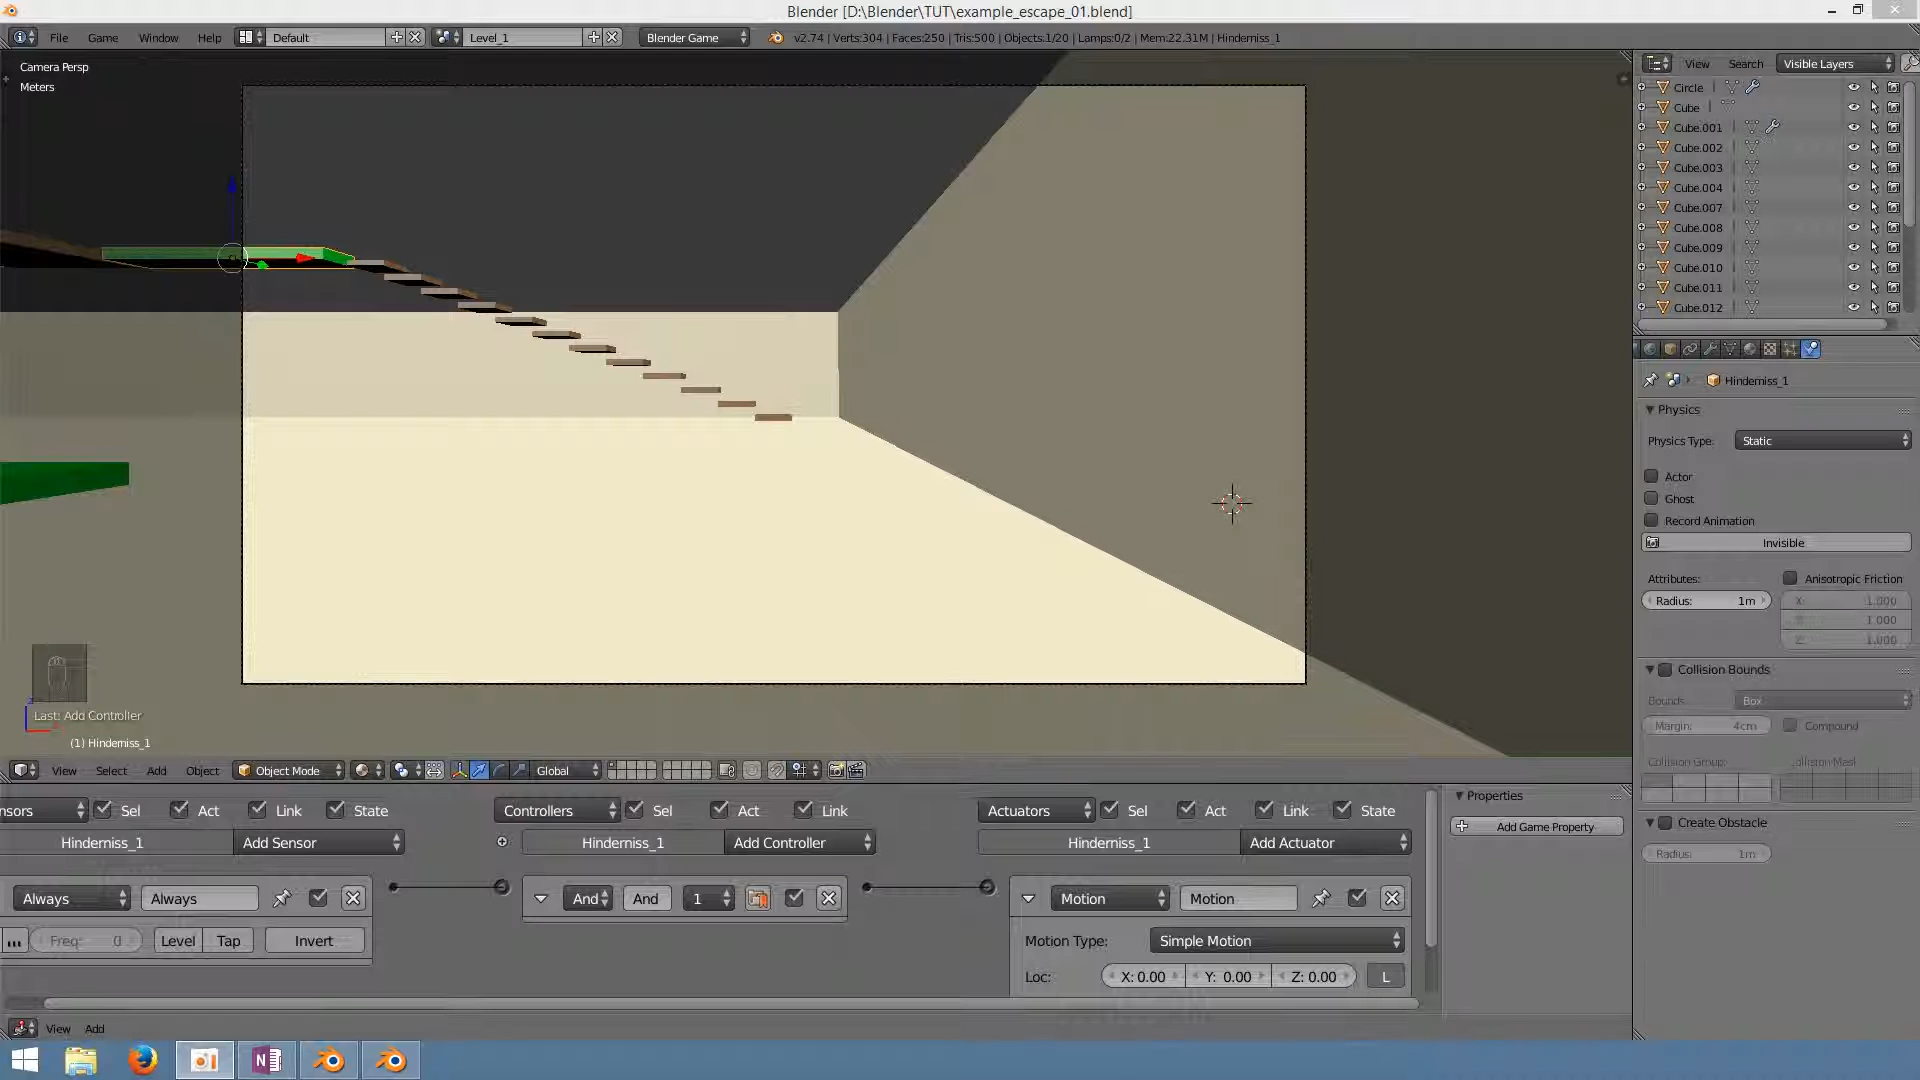 Blender [D:\Blender\TUT\example_escape_01.blend]
File Game Window Help Default Level_1 Blender Game v2.74 | Verts:304 | Faces:250 | Tris:500 | Objects:1/20 | Lamps:0/2 | Mem:22.31M | Hinderniss_1
Camera Persp
Meters
View Search Visible Layers
Circle
Cube
Cube.001
Cube.002
Cube.003
Cube.004
Cube.007
Cube.008
Cube.009
Cube.010
Cube.011
Cube.012
Hinderniss_1
Physics
Physics Type: Static
Actor
Ghost
Record Animation
Invisible
Attributes: Anisotropic Friction
Radius: 1m X: 1.000
Y: 1.000
Z: 1.000
Collision Bounds
Bounds: Box
Margin: 4cm Compound
Collision Group: ollision Mask
Create Obstacle
Radius: 1m
Last: Add Controller
(1) Hinderniss_1
View Select Add Object Object Mode Global
nsors Sel Act Link State Controllers Sel Act Link Actuators Sel Act Link State
Hinderniss_1 Add Sensor Hinderniss_1 Add Controller Hinderniss_1 Add Actuator
Always Always And And 1 Motion Motion
Freq: 0 Level Tap Invert Motion Type: Simple Motion
Loc: X: 0.00 Y: 0.00 Z: 0.00 L
Properties
Add Game Property
View Add